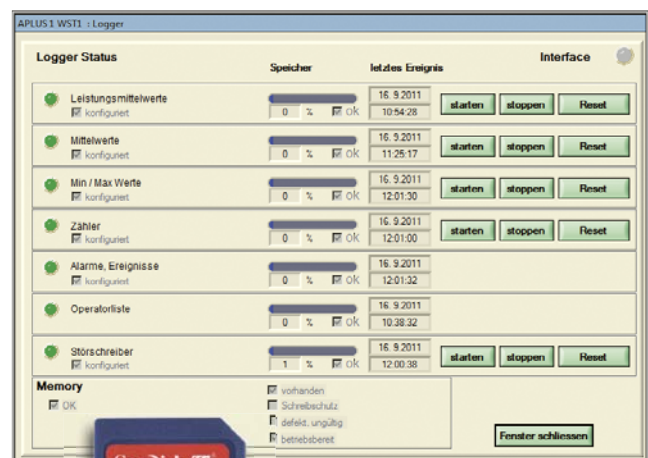 APLUS1 WST1 : Logger
Logger Status
Speicher
letztes Ereignis
Interface
Leistungsmittelwerte
konfiguriert
0 % ok
16. 9.2011
10:54:28
starten stoppen Reset
Mittelwerte
konfiguriert
0 % ok
16. 9.2011
11:25:17
starten stoppen Reset
Min / Max Werte
konfiguriert
0 % ok
16. 9.2011
12:01:30
starten stoppen Reset
Zähler
konfiguriert
0 % ok
16. 9.2011
12:01:00
starten stoppen Reset
Alarme, Ereignisse
konfiguriert
0 % ok
16. 9.2011
12:01:32
Operatorliste
0 % ok
16. 9.2011
10:38:32
Störschreiber
konfiguriert
1 % ok
16. 9.2011
12:00:38
starten stoppen Reset
Memory
OK
vorhanden
Schreibschutz
defekt, ungültig
betriebsbereit
Fenster schliessen